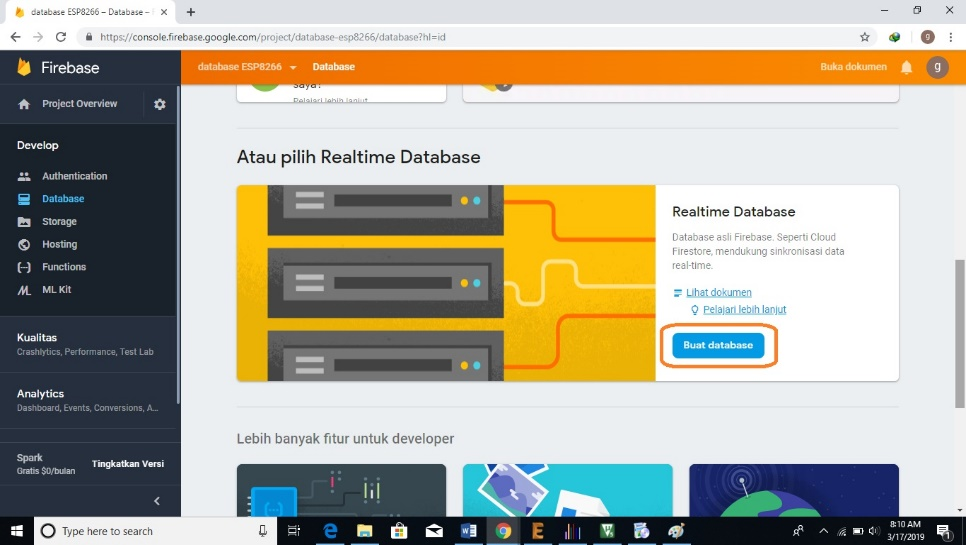 database ESP8266 – Database –
https://console.firebase.google.com/project/database-esp8266/database?hl=id
g
Firebase
database ESP8266
Database
Buka dokumen
g
Project Overview
saya?
Pelajari lebih lanjut
Develop
Authentication
Database
Storage
Hosting
Functions
ML Kit
Kualitas
Crashlytics, Performance, Test Lab
Analytics
Dashboard, Events, Conversions, A...
Spark
Gratis $0/bulan
Tingkatkan Versi
Atau pilih Realtime Database
Realtime Database
Database asli Firebase. Seperti Cloud
Firestore, mendukung sinkronisasi data
real-time.
Lihat dokumen
Pelajari lebih lanjut
Buat database
Lebih banyak fitur untuk developer
Type here to search
8:10 AM
3/17/2019